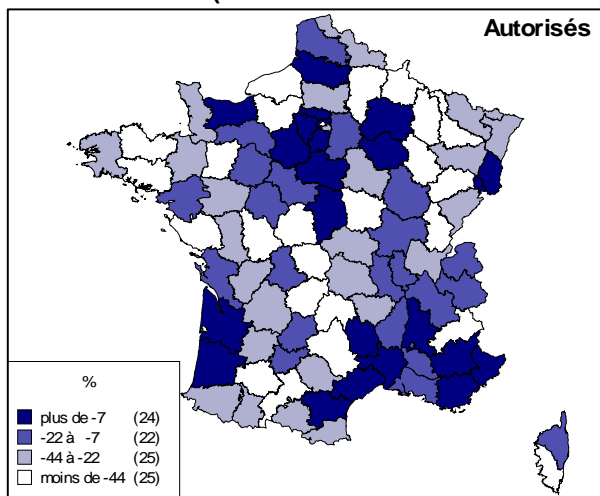 Autorisés
%
plus de -7 (24)
-22 à -7 (22)
-44 à -22 (25)
moins de -44 (25)